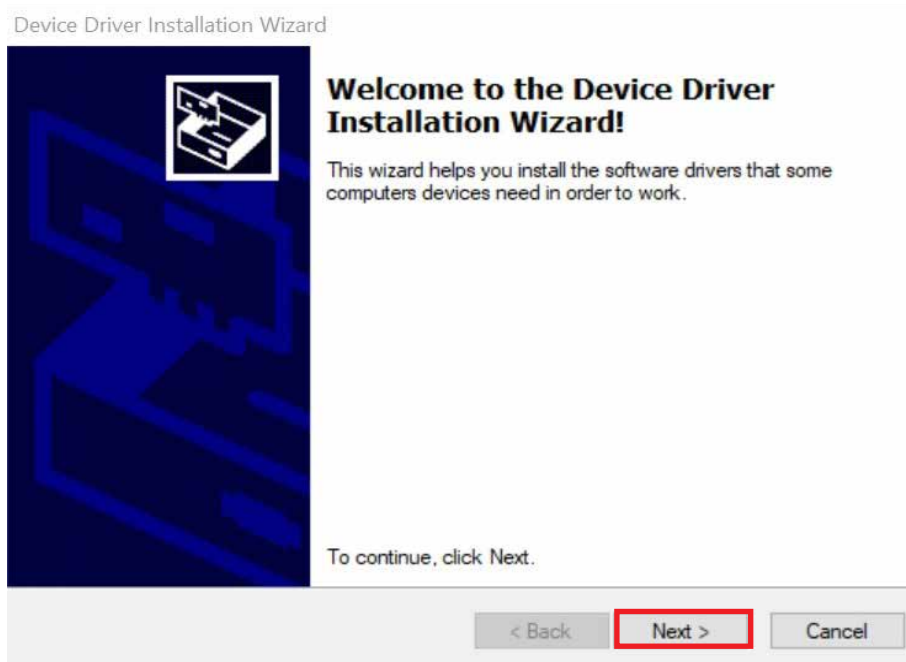 Device Driver Installation Wizard
Welcome to the Device Driver
Installation Wizard!
This wizard helps you install the software drivers that some
computers devices need in order to work.
To continue, click Next.
< Back
Next >
Cancel